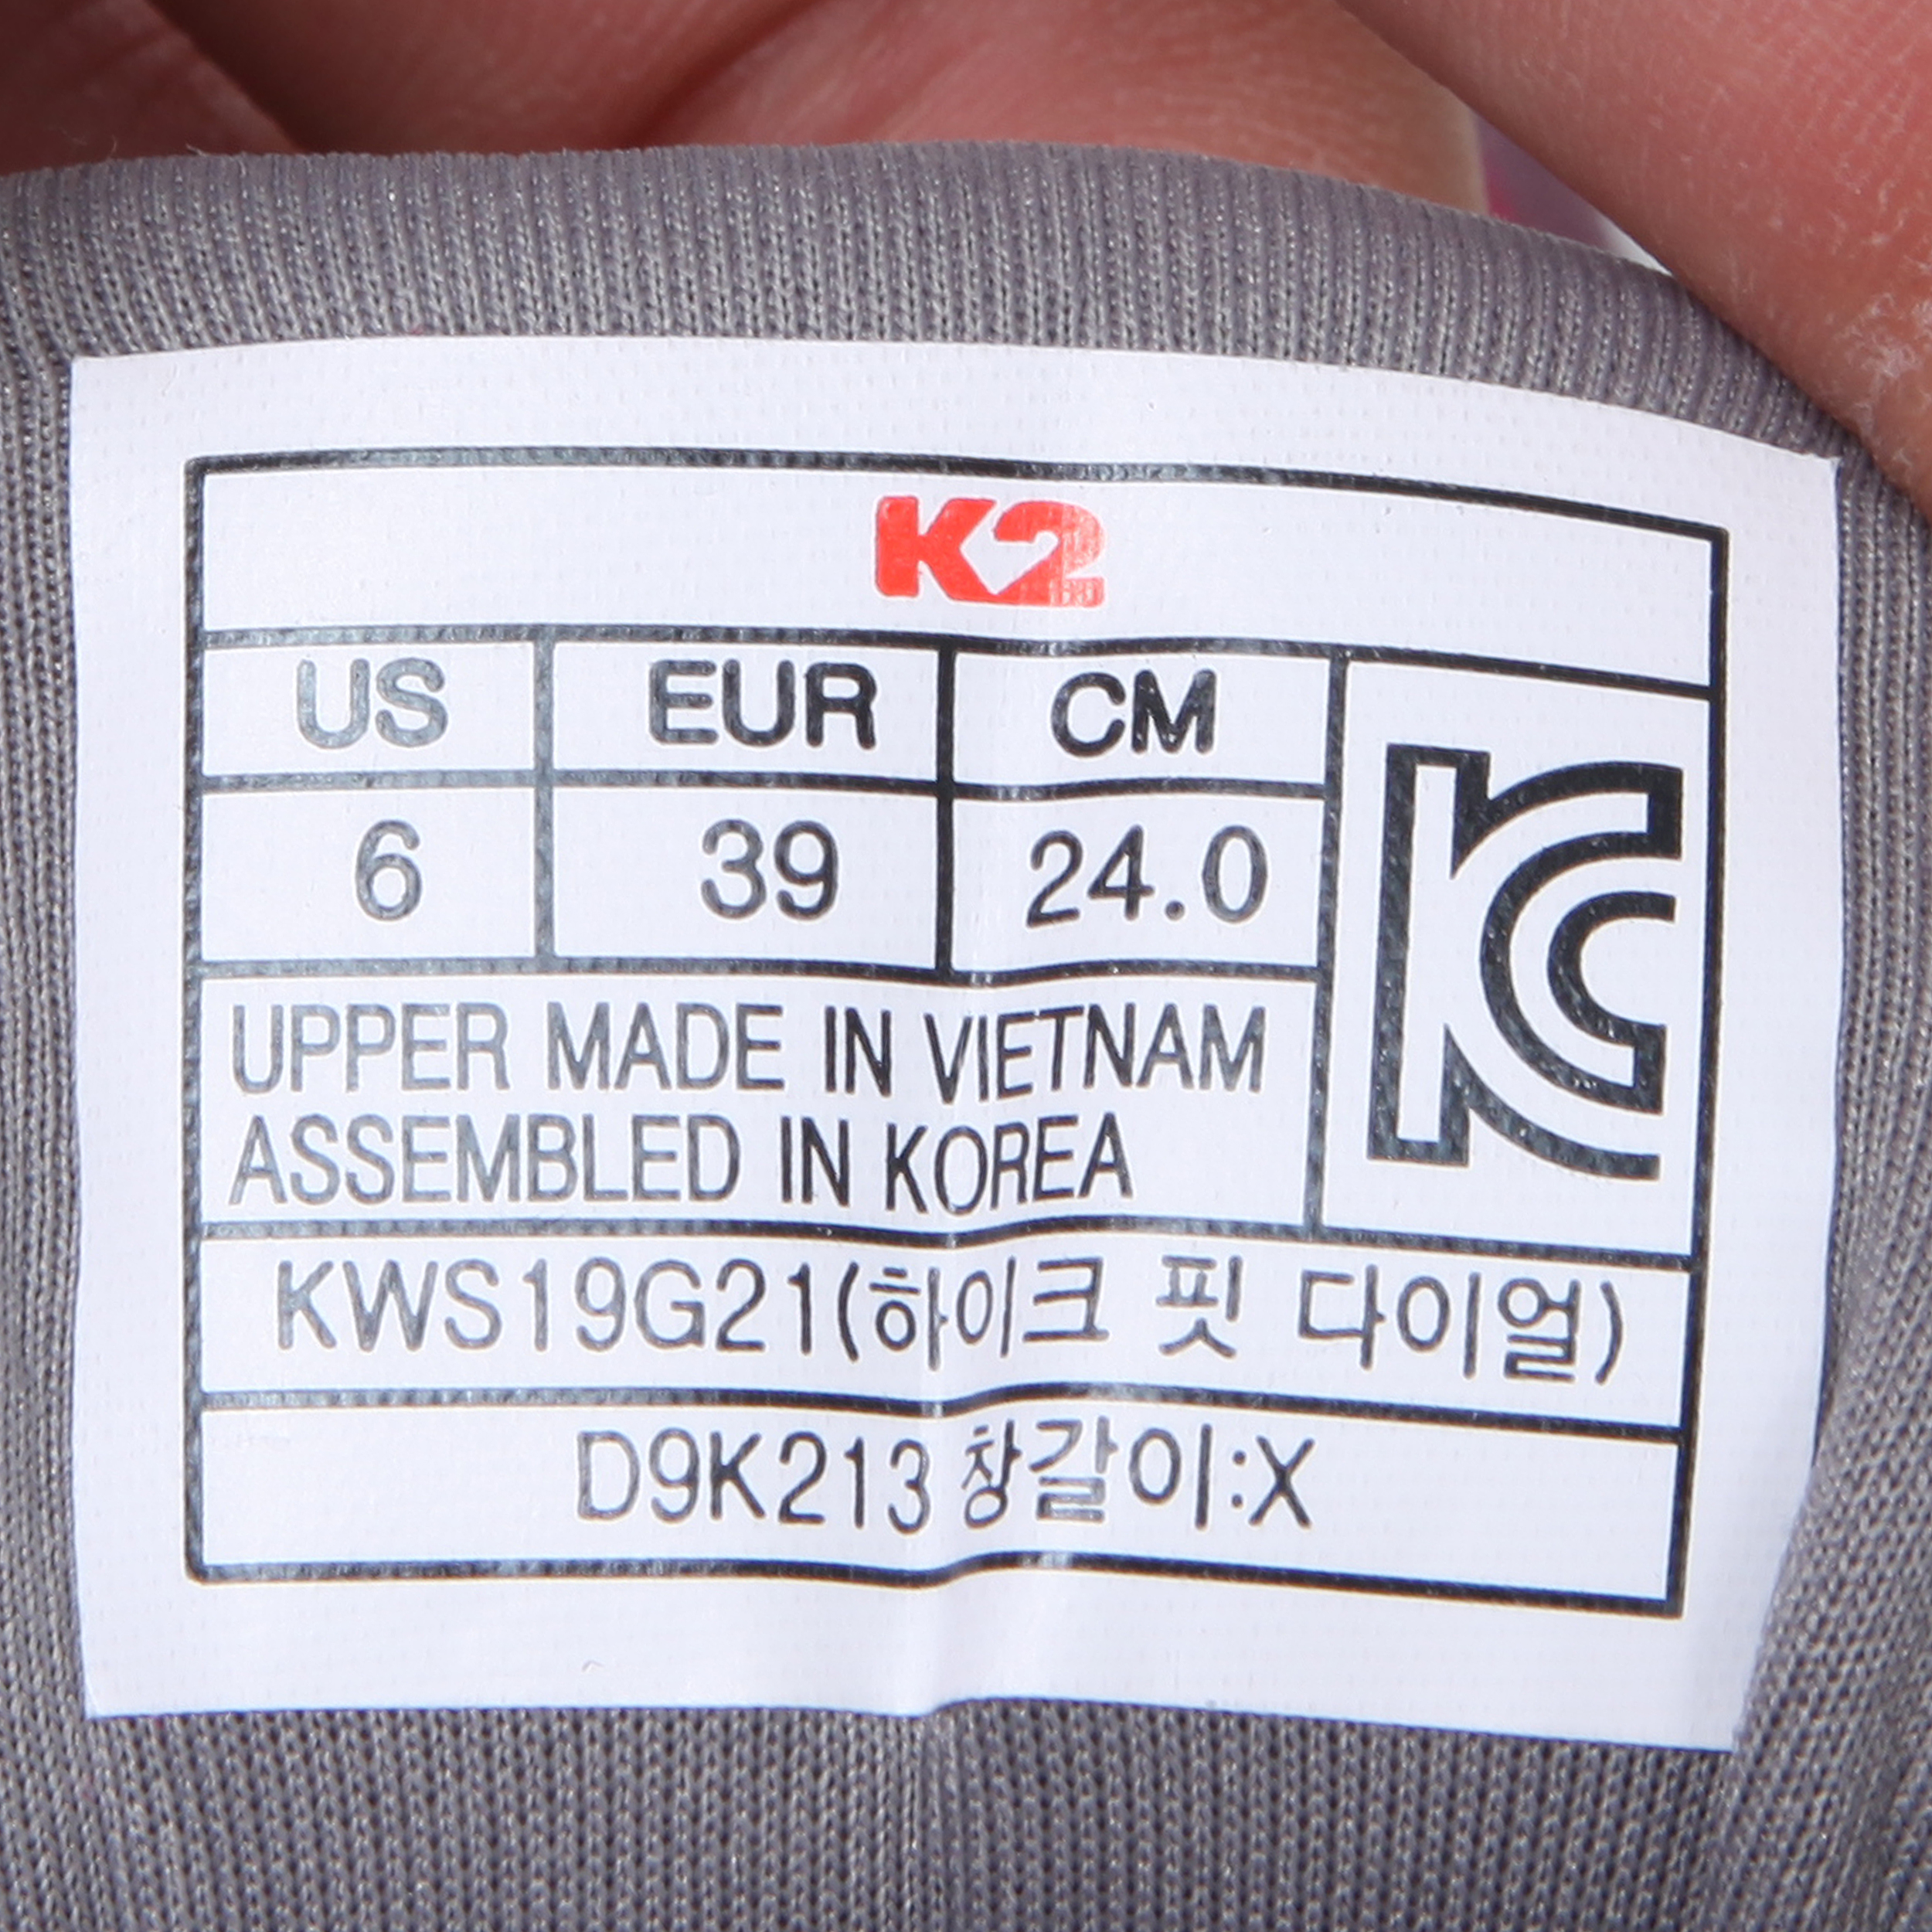 K2
US EUR CM
6 39 24.0
KC
UPPER MADE IN VIETNAM
ASSEMBLED IN KOREA
KWS19G21(하이크 핏 다이얼)
D9K213 창갈이:X